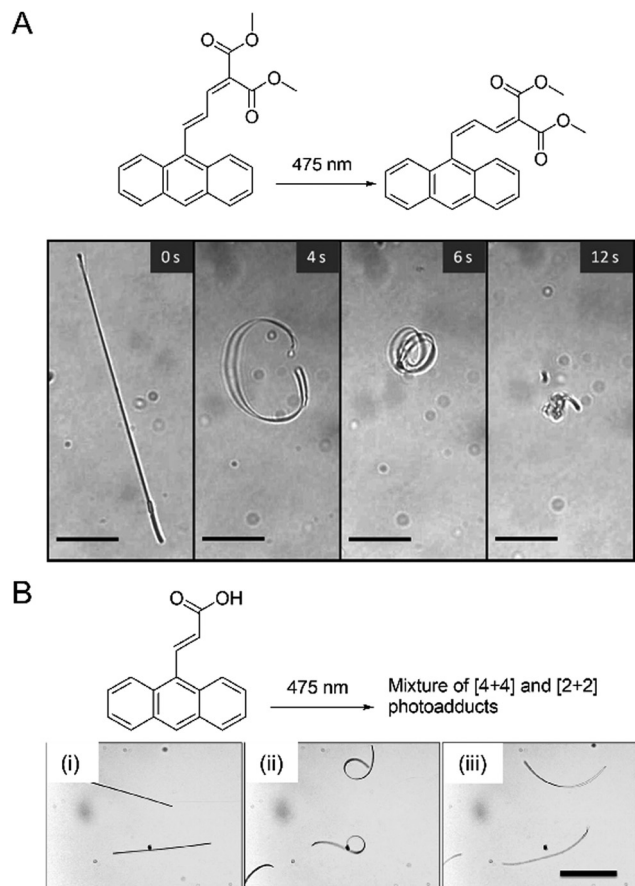 A
O
O
O
O
475 nm
O
O
O
O
0 s
4 s
6 s
12 s
B
O
OH
475 nm
Mixture of [4+4] and [2+2]
photoadducts
(i)
(ii)
(iii)